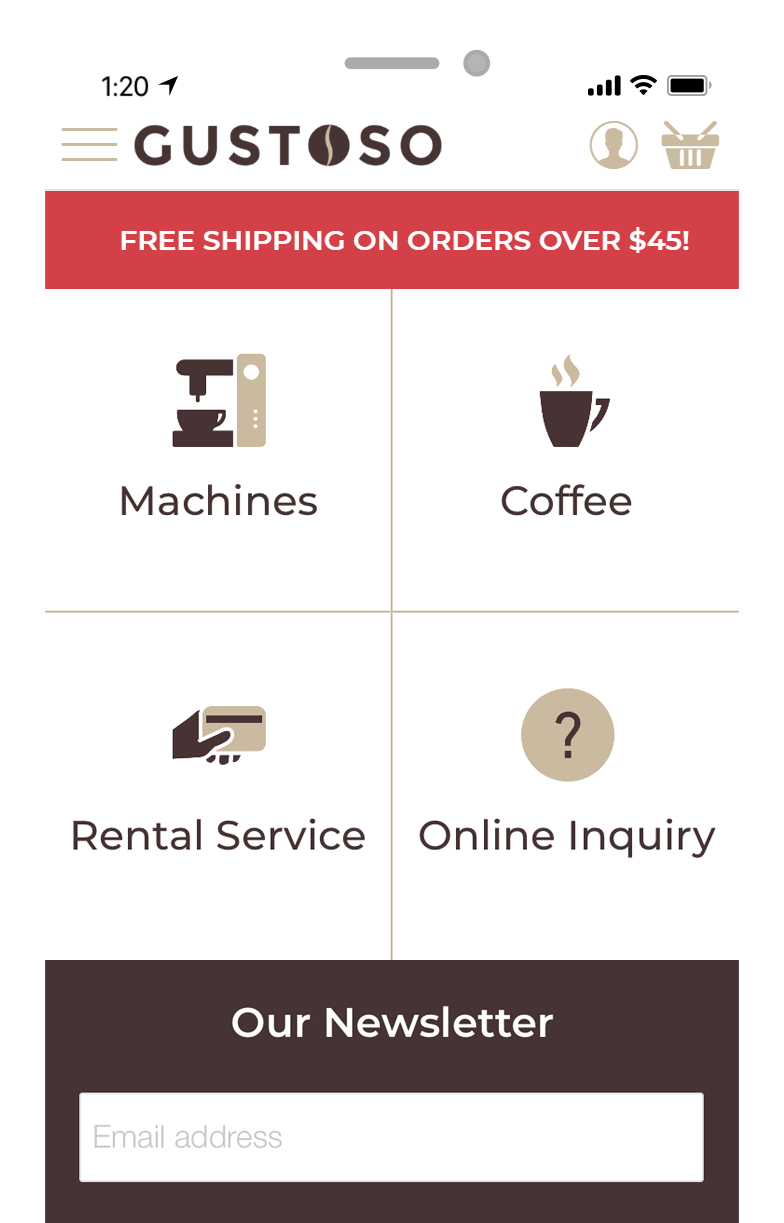 1:20
GUSTOSO
FREE SHIPPING ON ORDERS OVER $45!
Machines
Coffee
?
Rental Service
Online Inquiry
Our Newsletter
Email address